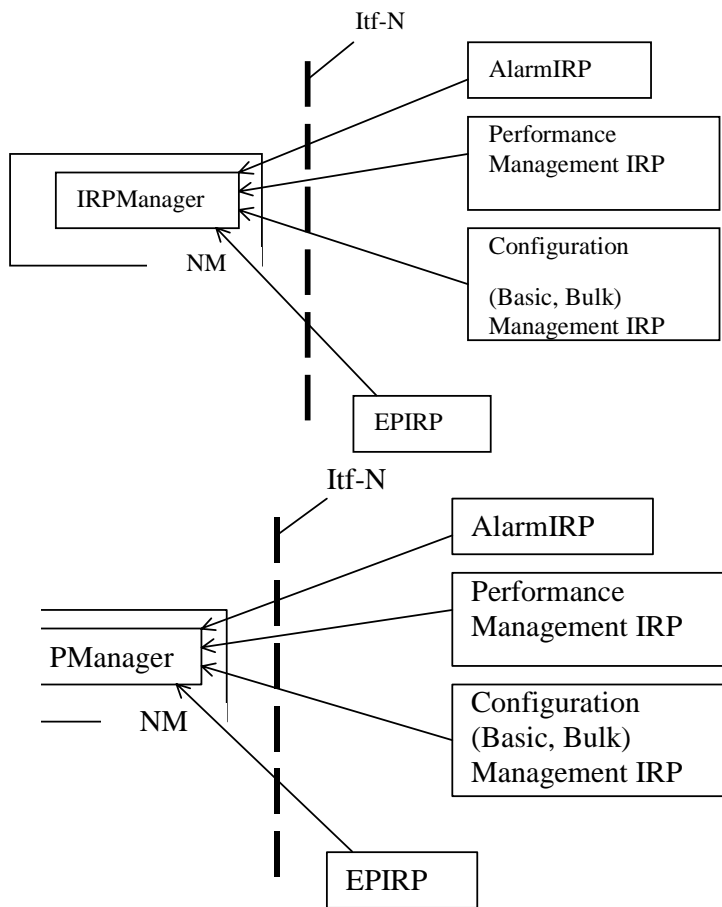 Itf-N
AlarmIRP
Performance
Management IRP
IRPManager
Configuration
(Basic, Bulk)
Management IRP
NM
EPIRP
Itf-N
AlarmIRP
Performance
Management IRP
PManager
Configuration
(Basic, Bulk)
Management IRP
NM
EPIRP